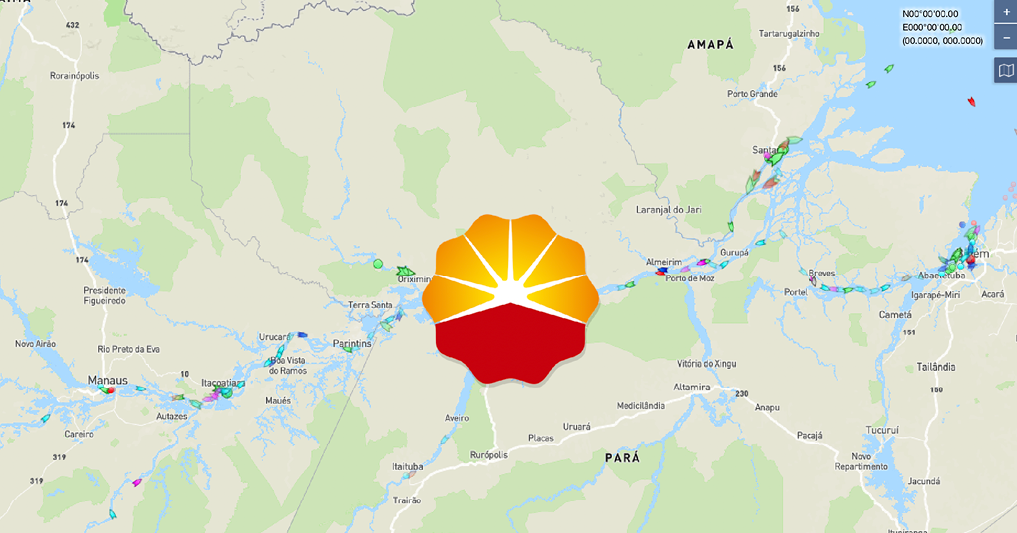 432
156
N00°00'00.00
E000°00'00.00
(00.0000, 000.0000)
+
−
AMAPÁ
Tartarugalzinho
156
Rorainópolis
Porto Grande
174
174
Laranjal do Jari
174
Almeirim
Gurupá
Porto de Moz
Breves
Portel
Abaetetuba
Igarapé-Miri
Acará
Cametá
Presidente
Figueiredo
Terra Santa
Urucará
Parintins
Novo Airão
Rio Preto da Eva
Boa Vista
do Ramos
151
Vitória do Xingu
Tailândia
Manaus
10
Itacoatia
Maués
Autazes
Altamira
230
150
Medicilândia
Anapu
Careiro
Aveiro
Uruará
Placas
Pacajá
Tucuruí
319
319
Rurópolis
PARÁ
Novo
Repartimento
Itaituba
Jacundá
Trairão